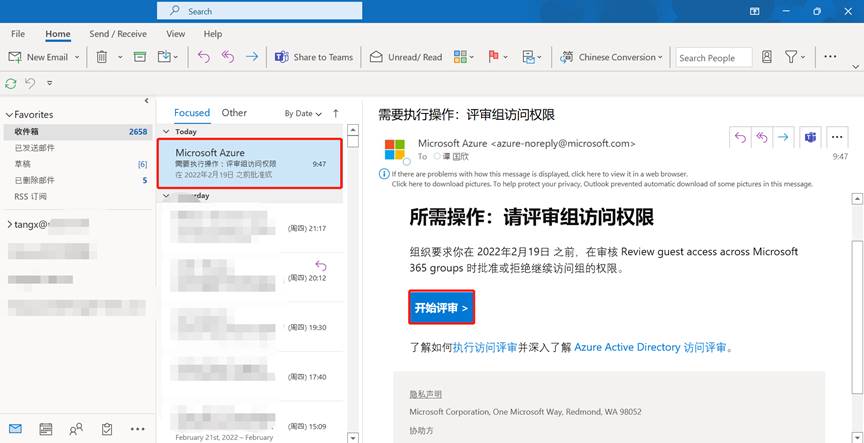 Search
File Home Send / Receive View Help
New Email Share to Teams Unread/ Read Chinese Conversion Search People
Favorites
收件箱 2658
已发送邮件
草稿 [6]
已删除邮件 5
RSS 订阅
tangx@
Focused Other By Date
Today
Microsoft Azure
需要执行操作：评审组访问权限 9:47
在 2022年2月19日 之前批准或
(周四) 21:17
(周四) 20:12
(周四) 19:30
(周四) 17:40
(周四) 15:09
February 21st, 2022 – February
需要执行操作：评审组访问权限
Microsoft Azure <azure-noreply@microsoft.com>
To 谭 国欣
9:47
If there are problems with how this message is displayed, click here to view it in a web browser.
Click here to download pictures. To help protect your privacy, Outlook prevented automatic download of some pictures in this message.
所需操作：请评审组访问权限
组织要求你在 2022年2月19日 之前，在审核 Review guest access across Microsoft
365 groups 时批准或拒绝继续访问组的权限。
开始评审 >
了解如何执行访问评审并深入了解 Azure Active Directory 访问评审。
隐私声明
Microsoft Corporation, One Microsoft Way, Redmond, WA 98052
协助方